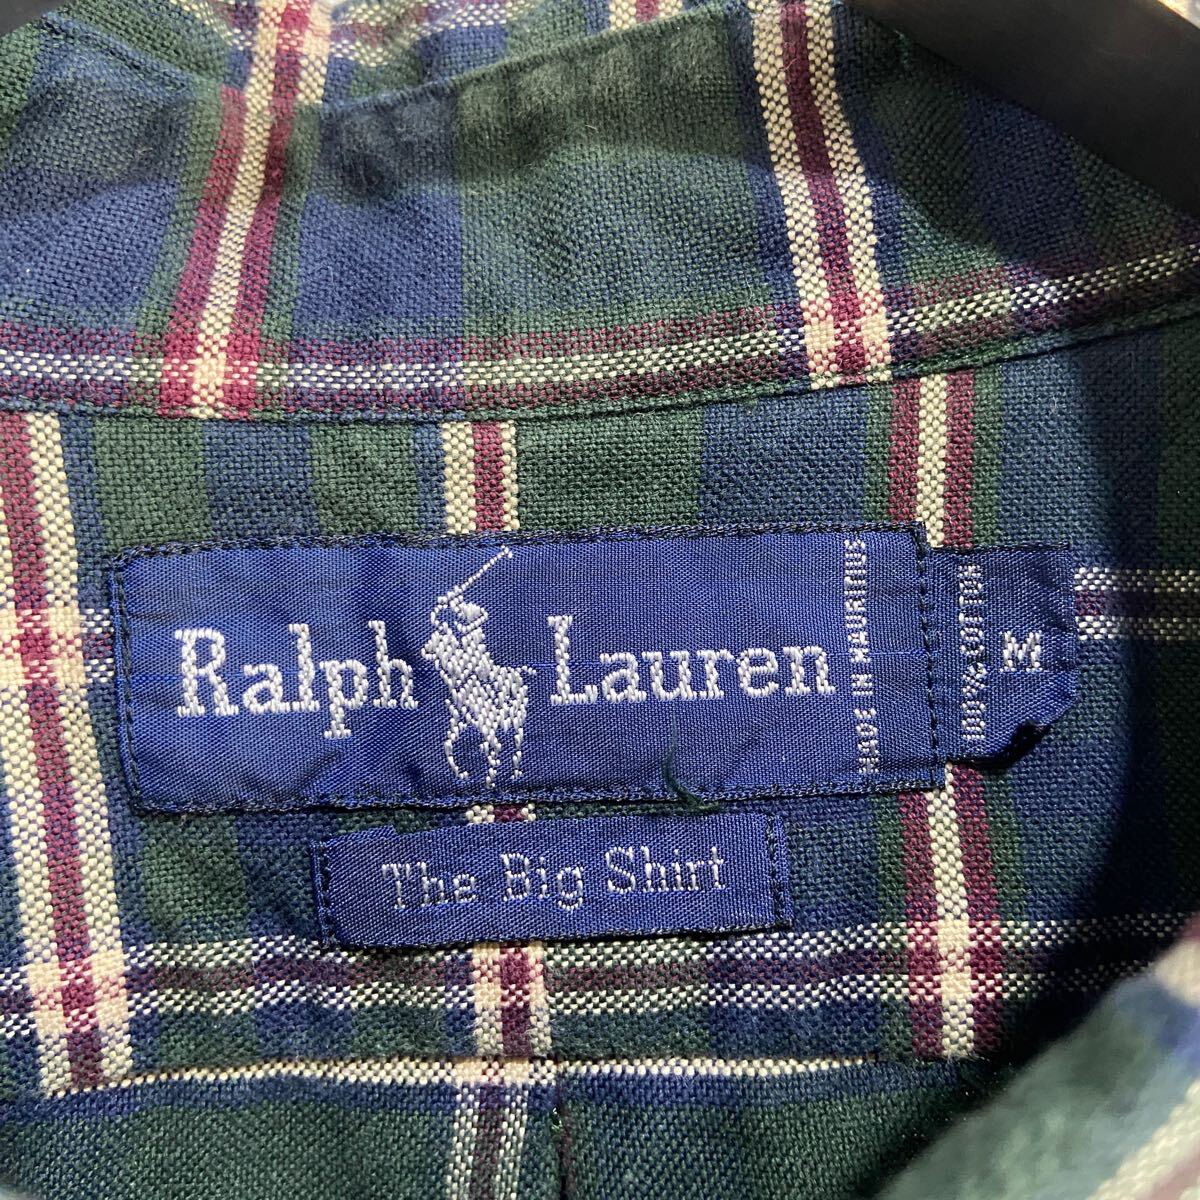 Ralph Lauren
MADE IN MAURITIUS
100% COTTON
M
The Big Shirt